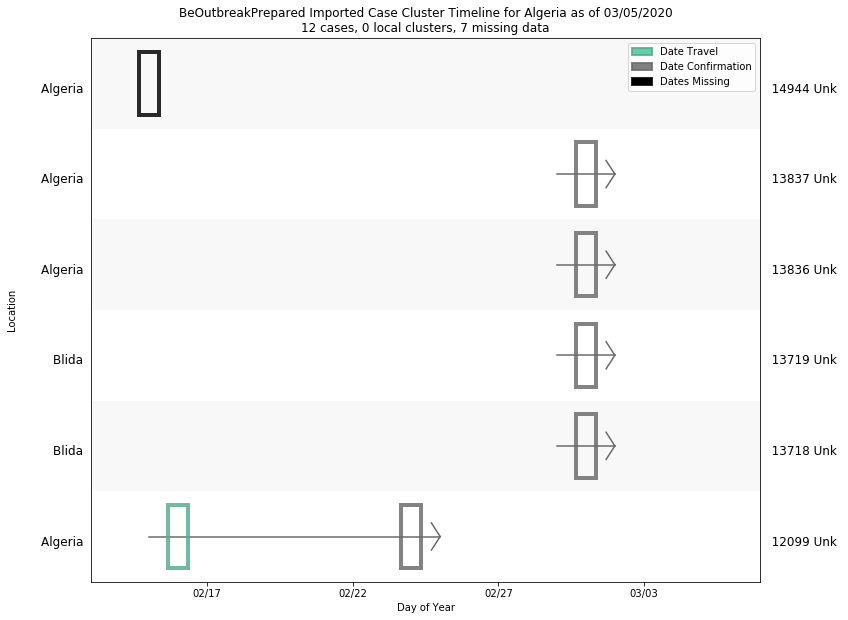 BeOutbreakPrepared Imported Case Cluster Timeline for Algeria as of 03/05/2020
12 cases, 0 local clusters, 7 missing data
Date Travel
Date Confirmation
Dates Missing
Algeria 14944 Unk
Algeria 13837 Unk
Algeria 13836 Unk
Blida 13719 Unk
Blida 13718 Unk
Algeria 12099 Unk
Location
02/17 02/22 02/27 03/03
Day of Year